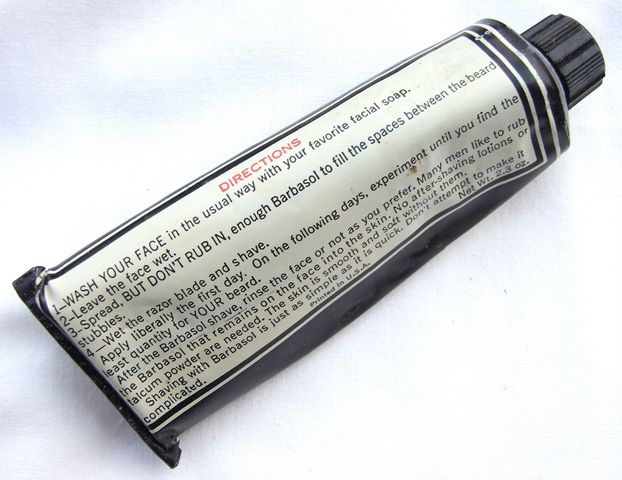 DIRECTIONS
1—WASH YOUR FACE in the usual way with your favorite facial soap.
2—Leave the face wet.
3—Spread, BUT DON'T RUB IN, enough Barbasol to fill the spaces between the beard
stubbles.
4—Wet the razor blade and shave.
Apply liberally the first day. On the following days, experiment until you find the
least quantity for YOUR beard.
After the Barbasol shave, rinse the face or not as you prefer. Many men like to rub
the Barbasol that remains on the face into the skin. No after-shaving lotions or
talcum powder are needed. The skin is smooth and soft without them.
Shaving with Barbasol is just as simple as it is quick. Don't attempt to make it
complicated.
Printed in U.S.A.
Net Wt. 2.3 oz.